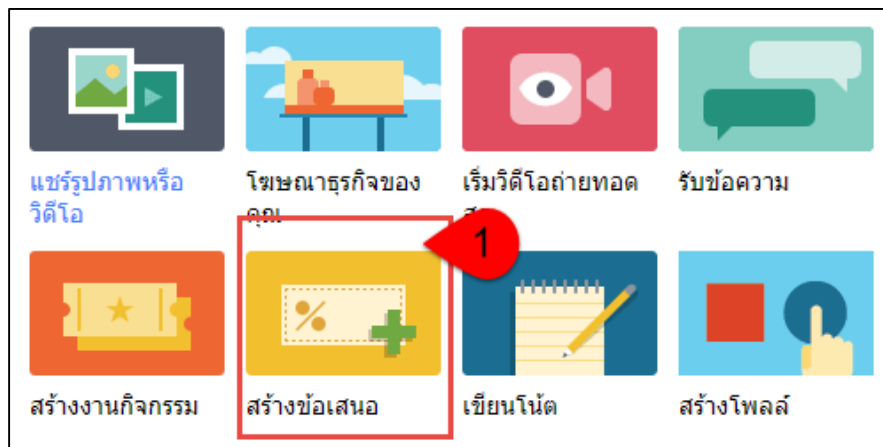 แชร์รูปภาพหรือ
วิดีโอ
โฆษณาธุรกิจของ
คุณ
เริ่มวิดีโอถ่ายทอด
รับข้อความ
1
สร้างงานกิจกรรม
สร้างข้อเสนอ
เขียนโน้ต
สร้างโพลล์